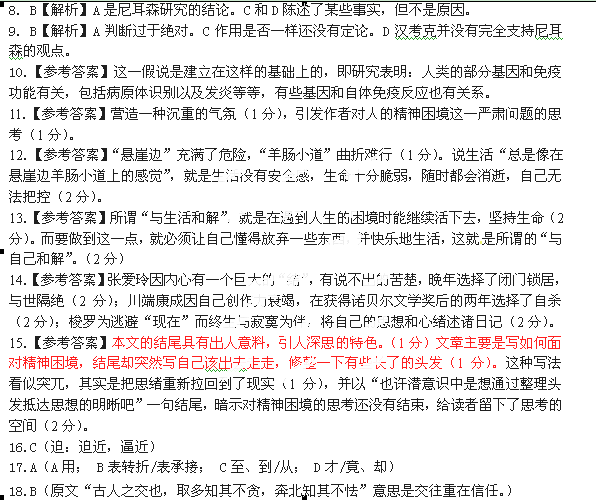 8. B【解析】A是尼耳森研究的结论。C和D陈述了某些事实，但不是原因。
9. B【解析】A判断过于绝对。C作用是否一样还没有定论。D汉考克并没有完全支持尼耳
森的观点。
10.【参考答案】这一假说是建立在这样的基础上的，即研究表明：人类的部分基因和免疫
功能有关，包括病原体识别以及发炎等等，有些基因和自体免疫反应也有关系。
11.【参考答案】营造一种沉重的气氛（1分），引发作者对人的精神困境这一严肃问题的思
考（1分）。
12.【参考答案】“悬崖边”充满了危险，“羊肠小道”曲折难行（1分）。说生活“总是像在
悬崖边羊肠小道上的感觉”，就是生活没有安全感，生命十分脆弱，随时都会消逝，自己无
法把控（2分）。
13.【参考答案】所谓“与生活和解”，就是在遇到人生的困境时能继续活下去，坚持生命（2
分）。而要做到这一点，就必须让自己懂得放弃一些东西，并快乐地生活，这就是所谓的“与
自己和解”。（2分）
14.【参考答案】张爱玲因内心有一个巨大的，有说不出的苦楚，晚年选择了闭门锁居，
与世隔绝（2分）；川端康成因自己创作力衰竭，在获得诺贝尔文学奖后的两年选择了自杀
（2分）；梭罗为逃避“现在”而终生与寂寞为伴，将自己的思想和心绪述诸日记（2分）。
15.【参考答案】本文的结尾具有出人意料，引人深思的特色。（1分）文章主要是写如何面
对精神困境，结尾却突然写自己该出去走走，修整一下有些长了的头发（1分）。这种写法
看似突兀，其实是把思绪重新拉回到了现实（1分），并以“也许潜意识中是想通过整理头
发抵达思想的明晰吧”一句结尾，暗示对精神困境的思考还没有结束，给读者留下了思考的
空间（2分）
16.C（迫：迫近，逼近）
17.A（A用； B表转折/表承接； C至、到/从； D才/竟、却）
18.B（原文“古人之交也，取多知其不贪，奔北知其不怯”意思是交往重在信任。）